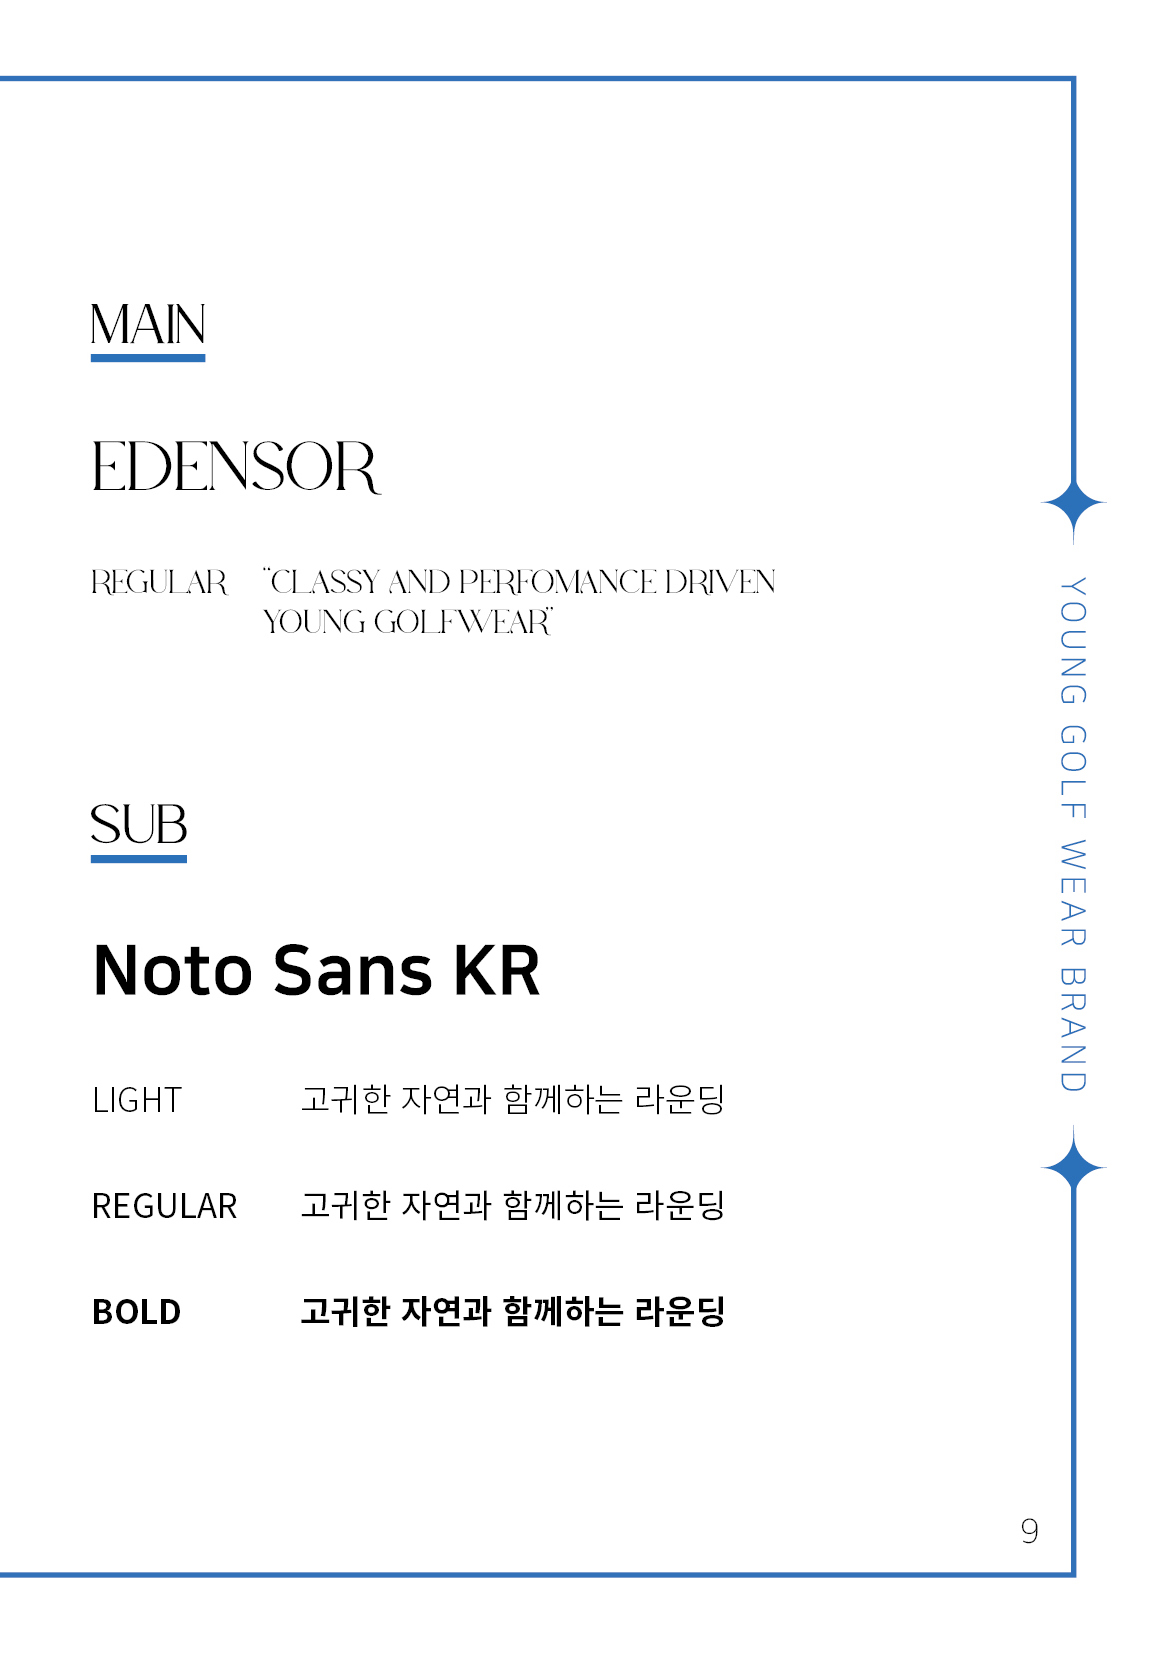 MAIN
EDENSOR
REGULAR "CLASSY AND PERFOMANCE DRIVEN
YOUNG GOLFWEAR"
SUB
Noto Sans KR
LIGHT 고귀한 자연과 함께하는 라운딩
REGULAR 고귀한 자연과 함께하는 라운딩
BOLD 고귀한 자연과 함께하는 라운딩
YOUNG GOLF WEAR BRAND
9